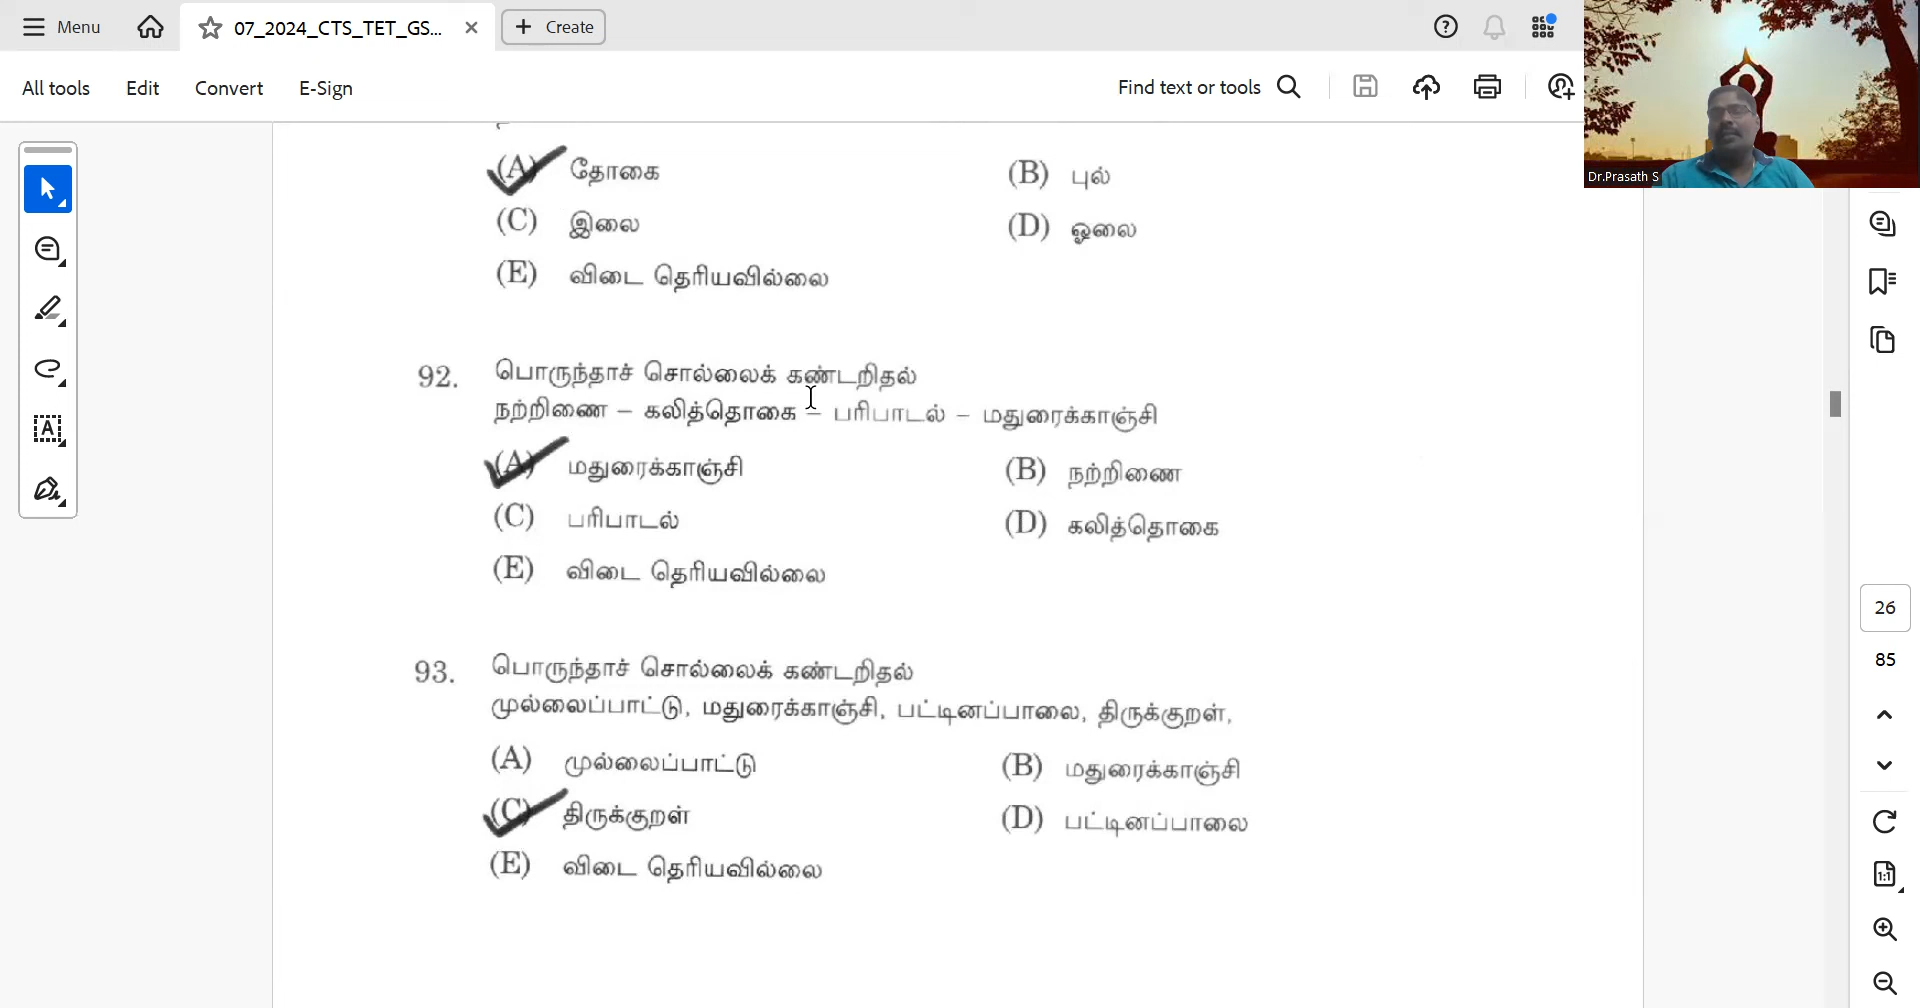 Menu
07_2024_CTS_TET_GS...
Create
All tools
Edit
Convert
E-Sign
Find text or tools
Dr.Prasath S
(A) தோகை (B) புல்
(C) இலை (D) ஓலை
(E) விடை தெரியவில்லை
92. பொருந்தாச் சொல்லைக் கண்டறிதல்
நற்றிணை – கலித்தொகை – பரிபாடல் – மதுரைக்காஞ்சி
(A) மதுரைக்காஞ்சி (B) நற்றிணை
(C) பரிபாடல் (D) கலித்தொகை
(E) விடை தெரியவில்லை
93. பொருந்தாச் சொல்லைக் கண்டறிதல்
முல்லைப்பாட்டு, மதுரைக்காஞ்சி, பட்டினப்பாலை, திருக்குறள்,
(A) முல்லைப்பாட்டு (B) மதுரைக்காஞ்சி
(C) திருக்குறள் (D) பட்டினப்பாலை
(E) விடை தெரியவில்லை
26
85
1:1